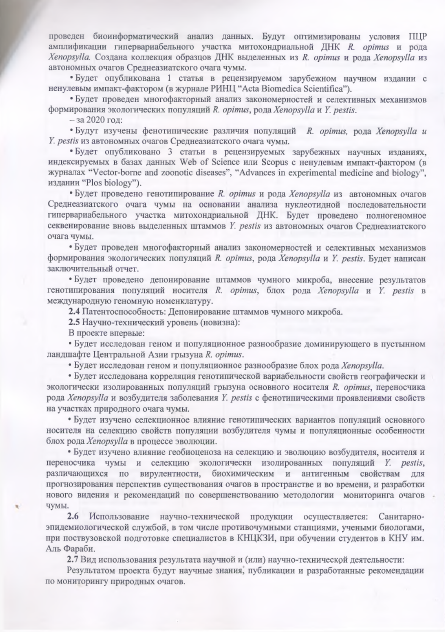 проведен биоинформатический анализ данных. Будут оптимизированы условия ПЦР
амплификации гипервариабельного участка митохондриальной ДНК R. opimus и рода
Xenopsylla. Создана коллекция образцов ДНК выделенных из R. opimus и рода Xenopsylla из
автономных очагов Среднеазиатского очага чумы.
• Будет опубликована 1 статья в рецензируемом зарубежном научном издании с
ненулевым импакт-фактором (в журнале РИНЦ "Acta Biomedica Scientifica").
• Будет проведен многофакторный анализ закономерностей и селективных механизмов
формирования экологических популяций R. opimus, рода Xenopsylla и Y. pestis.
– за 2020 год:
• Будут изучены фенотипические различия популяций R. opimus, рода Xenopsylla и
Y. pestis из автономных очагов Среднеазиатского очага чумы.
• Будет опубликовано 3 статьи в рецензируемых зарубежных научных изданиях,
индексируемых в базах данных Web of Science или Scopus с ненулевым импакт-фактором (в
журналах "Vector-borne and zoonotic diseases", "Advances in experimental medicine and biology",
издании "Plos biology").
• Будет проведено генотипирование R. opimus и рода Xenopsylla из автономных очагов
Среднеазиатского очага чумы на основании анализа нуклеотидной последовательности
гипервариабельного участка митохондриальной ДНК. Будет проведено полногеномное
секвенирование вновь выделенных штаммов Y. pestis из автономных очагов Среднеазиатского
очага чумы.
• Будет проведен многофакторный анализ закономерностей и селективных механизмов
формирования экологических популяций R. opimus, рода Xenopsylla и Y. pestis. Будет написан
заключительный отчет.
• Будет проведено депонирование штаммов чумного микроба, внесение результатов
генотипирования популяций носителя R. opimus, блох рода Xenopsylla и Y. pestis в
международную геномную номенклатуру.
2.4 Патентоспособность: Депонирование штаммов чумного микроба.
2.5 Научно-технический уровень (новизна):
В проекте впервые:
• Будет исследован геном и популяционное разнообразие доминирующего в пустынном
ландшафте Центральной Азии грызуна R. opimus.
• Будет исследован геном и популяционное разнообразие блох рода Xenopsylla.
• Будет исследована корреляция генотипической вариабельности свойств географически и
экологически изолированных популяций грызуна основного носителя R. opimus, переносчика
рода Xenopsylla и возбудителя заболевания Y. pestis с фенотипическими проявлениями свойств
на участках природного очага чумы.
• Будет изучено селекционное влияние генотипических вариантов популяций основного
носителя на селекцию свойств популяции возбудителя чумы и популяционные особенности
блох рода Xenopsylla в процессе эволюции.
• Будет изучено влияние геобиоценоза на селекцию и эволюцию возбудителя, носителя и
переносчика чумы и селекцию экологически изолированных популяций Y. pestis,
различающихся по вирулентности, биохимическим и антигенным свойствам для
прогнозирования перспектив существования очагов в пространстве и во времени, и разработки
нового видения и рекомендаций по совершенствованию методологии мониторинга очагов
чумы.
2.6 Использование научно-технической продукции осуществляется: Санитарно-
эпидемиологической службой, в том числе противочумными станциями, учеными биологами,
при поствузовской подготовке специалистов в КНЦКЗИ, при обучении студентов в КНУ им.
Аль Фараби.
2.7 Вид использования результата научной и (или) научно-технической деятельности:
Результатом проекта будут научные знания, публикации и разработанные рекомендации
по мониторингу природных очагов.